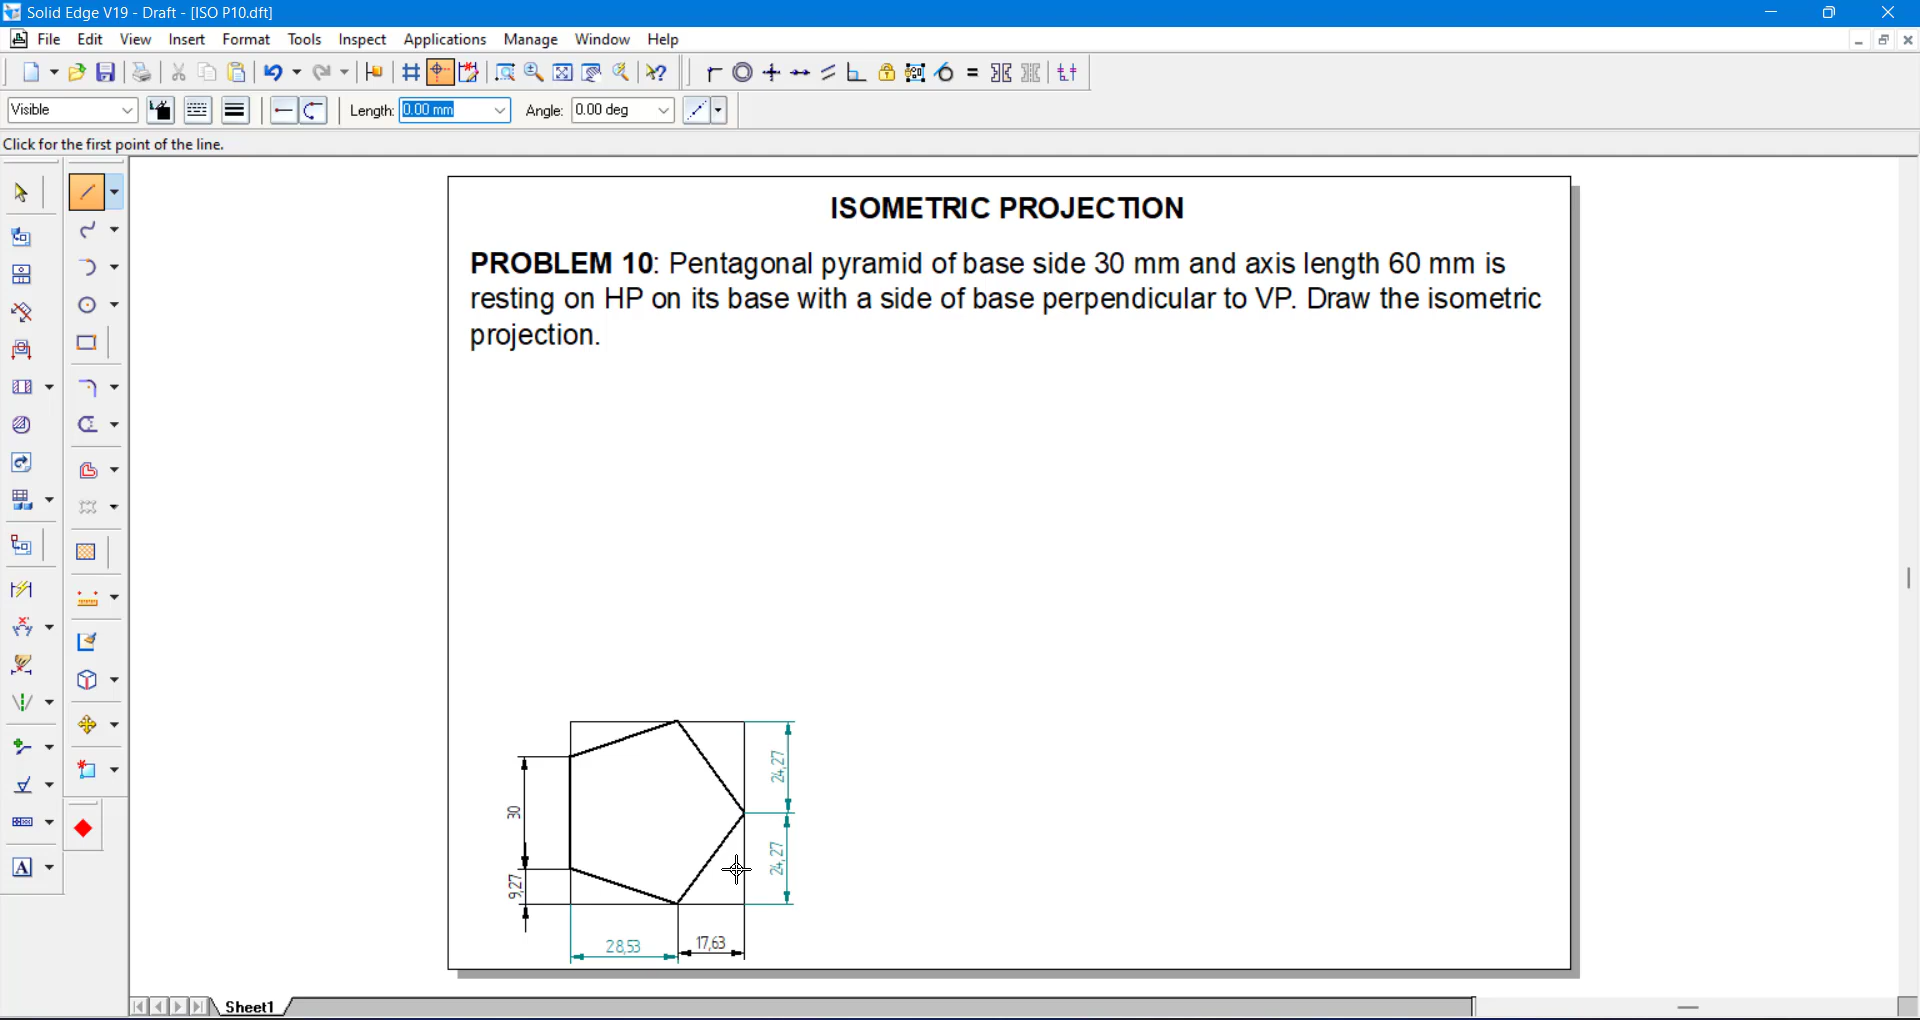 Solid Edge V19 - Draft - [ISO P10.dft]
File Edit View Insert Format Tools Inspect Applications Manage Window Help
Visible Length: 0.00 mm Angle: 0.00 deg
Click for the first point of the line.
ISOMETRIC PROJECTION
PROBLEM 10: Pentagonal pyramid of base side 30 mm and axis length 60 mm is
resting on HP on its base with a side of base perpendicular to VP. Draw the isometric
projection.
24,27
30
24,27
9,27
28,53
17,63
A
Sheet1